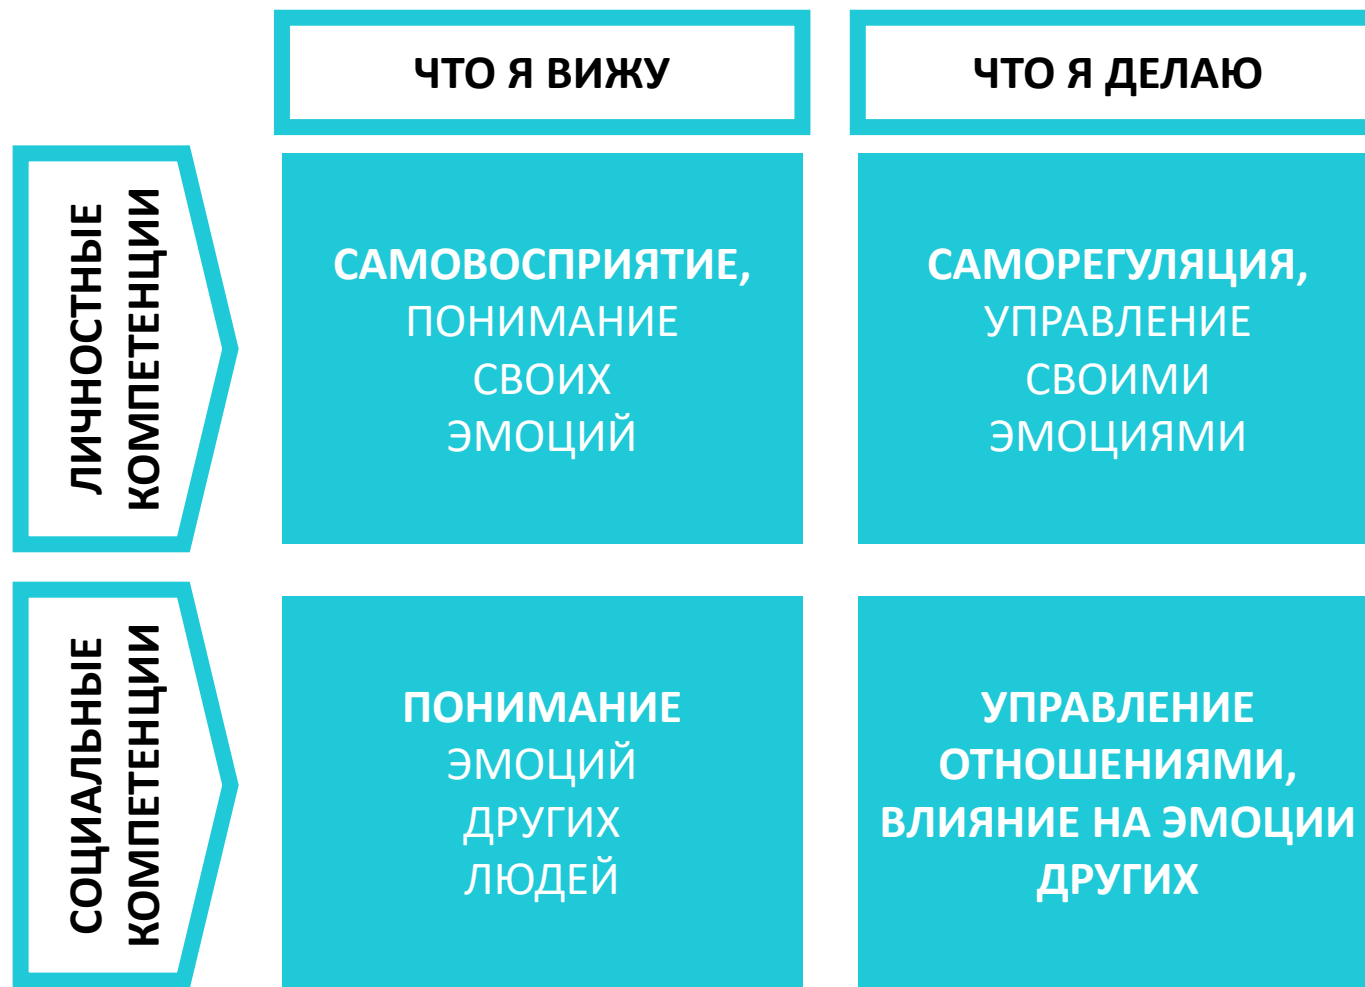 ЧТО Я ВИЖУ
ЧТО Я ДЕЛАЮ
ЛИЧНОСТНЫЕ
КОМПЕТЕНЦИИ
САМОВОСПРИЯТИЕ,
ПОНИМАНИЕ
СВОИХ
ЭМОЦИЙ
САМОРЕГУЛЯЦИЯ,
УПРАВЛЕНИЕ
СВОИМИ
ЭМОЦИЯМИ
СОЦИАЛЬНЫЕ
КОМПЕТЕНЦИИ
ПОНИМАНИЕ
ЭМОЦИЙ
ДРУГИХ
ЛЮДЕЙ
УПРАВЛЕНИЕ
ОТНОШЕНИЯМИ,
ВЛИЯНИЕ НА ЭМОЦИИ
ДРУГИХ